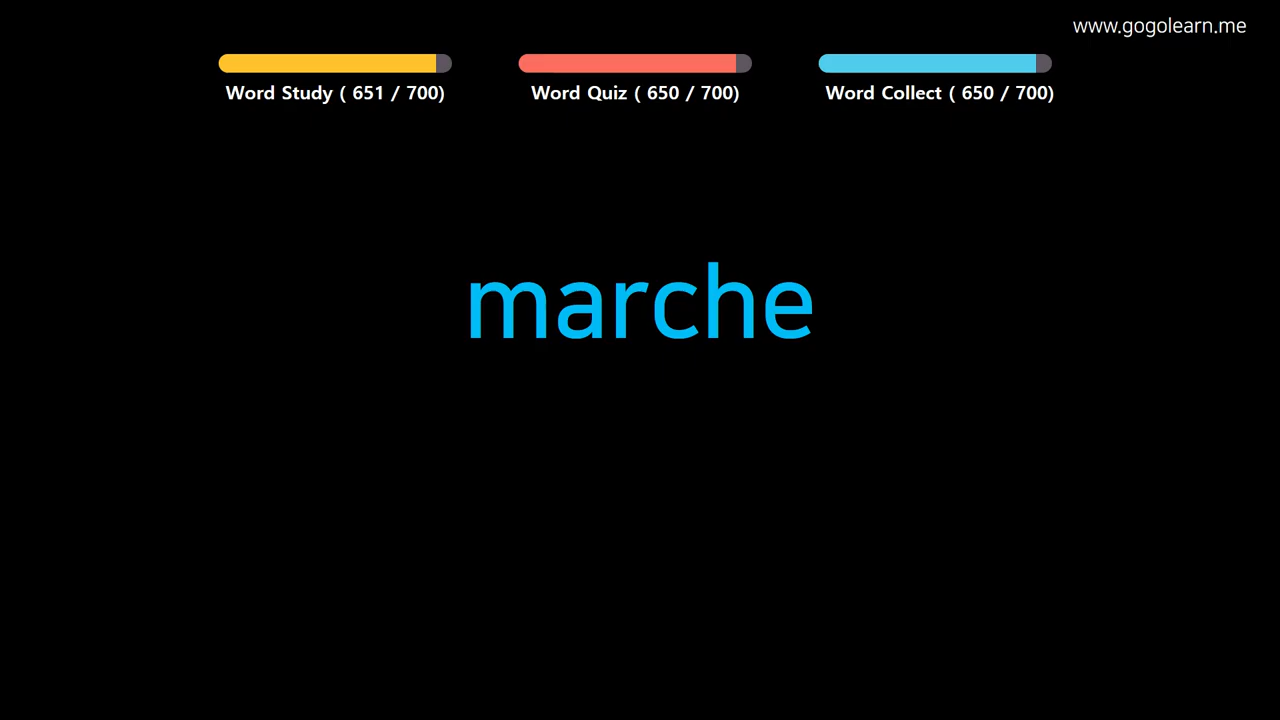 www.gogolearn.me
Word Study ( 651 / 700)
Word Quiz ( 650 / 700)
Word Collect ( 650 / 700)
marche